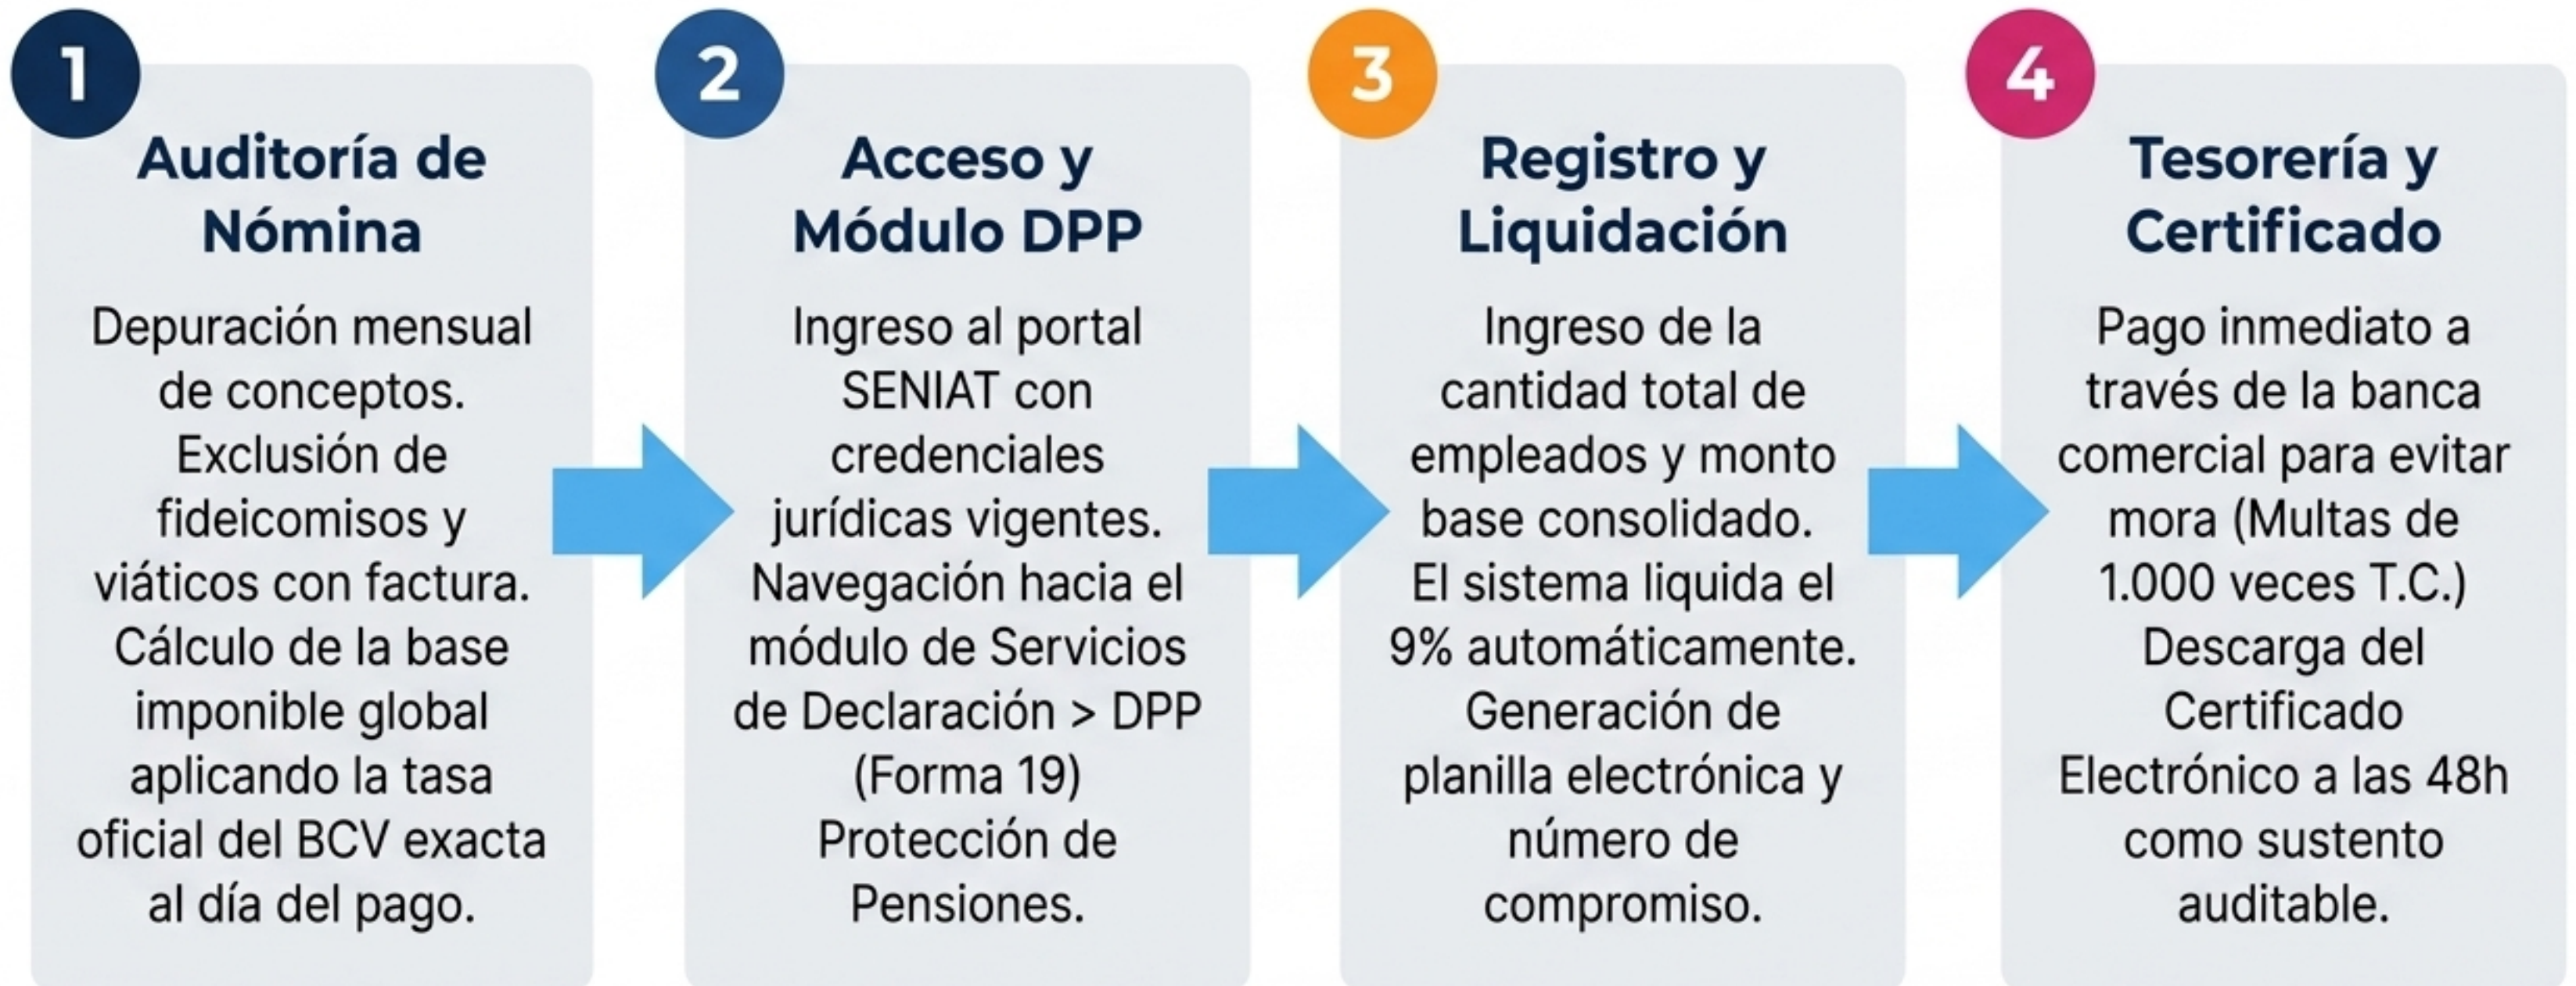 1
Auditoría de
Nómina
Depuración mensual
de conceptos.
Exclusión de
fideicomisos y
viáticos con factura.
Cálculo de la base
imponible global
aplicando la tasa
oficial del BCV exacta
al día del pago.
2
Acceso y
Módulo DPP
Ingreso al portal
SENIAT con
credenciales
jurídicas vigentes.
Navegación hacia el
módulo de Servicios
de Declaración > DPP
(Forma 19)
Protección de
Pensiones.
3
Registro y
Liquidación
Ingreso de la
cantidad total de
empleados y monto
base consolidado.
El sistema liquida el
9% automáticamente.
Generación de
planilla electrónica y
número de
compromiso.
4
Tesorería y
Certificado
Pago inmediato a
través de la banca
comercial para evitar
mora (Multas de
1.000 veces T.C.)
Descarga del
Certificado
Electrónico a las 48h
como sustento
auditable.